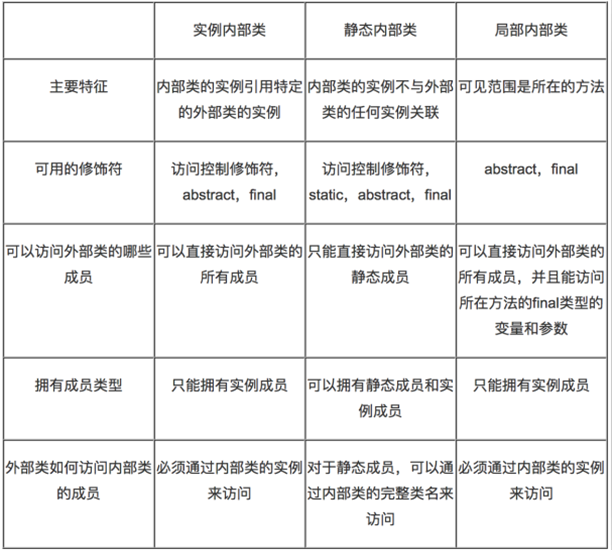 实例内部类
静态内部类
局部内部类
主要特征
内部类的实例引用特定
的外部类的实例
内部类的实例不与外部
类的任何实例关联
可见范围是所在的方法
可用的修饰符
访问控制修饰符，
abstract，final
访问控制修饰符，
static，abstract，final
abstract，final
可以访问外部类的哪些
成员
可以直接访问外部类的
所有成员
只能直接访问外部类的
静态成员
可以直接访问外部类的
所有成员，并且能访问
所在方法的final类型的
变量和参数
拥有成员类型
只能拥有实例成员
可以拥有静态成员和实
例成员
只能拥有实例成员
外部类如何访问内部类
的成员
必须通过内部类的实例
来访问
对于静态成员，可以通
过内部类的完整类名来
访问
必须通过内部类的实例
来访问